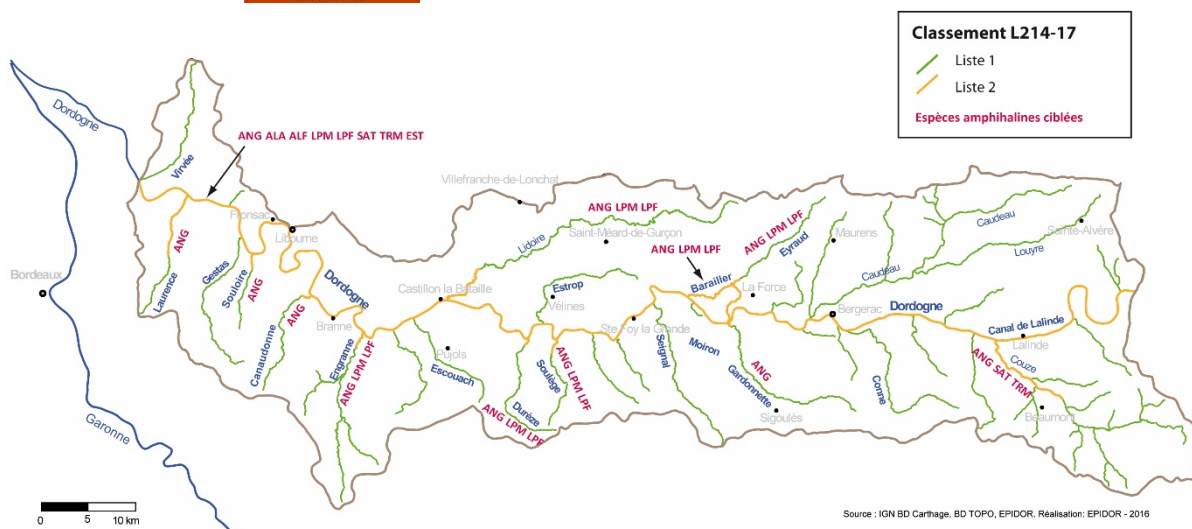 Classement L214-17
Liste 1
Liste 2
Espèces amphihalines ciblées
Dordogne
ANG ALA ALF LPM LPF SAT TRM EST
Virvée
Villefranche-de-Lonchat
Fronsac
Libourne
ANG LPM LPF
Saint-Méard-de-Gurçon
Lidoire
ANG LPM LPF
ANG LPM LPF
Eyraud
Maurens
Caudeau
Sainte-Alvère
Louyre
Caudeau
Bordeaux
Laurence
ANG
Gestas
Souloire
ANG
Dordogne
Castillon la Bataille
Estrop
Vélines
Barailler
La Force
Bergerac
Dordogne
Canal de Lalinde
Lalinde
Canaudonne
ANG
Branne
Engranne
ANG LPM LPF
Pujols
Escouach
Ste Foy la Grande
Soulège
ANG LPM LPF
Durèze
ANG LPM LPF
Seignal
Moiron
Gardonnette
ANG
Sigoulés
Conne
Couze
ANG SAT TRM
Beaumont
Garonne
0 5 10 km
Source : IGN BD Carthage, BD TOPO, EPIDOR. Réalisation: EPIDOR - 2016